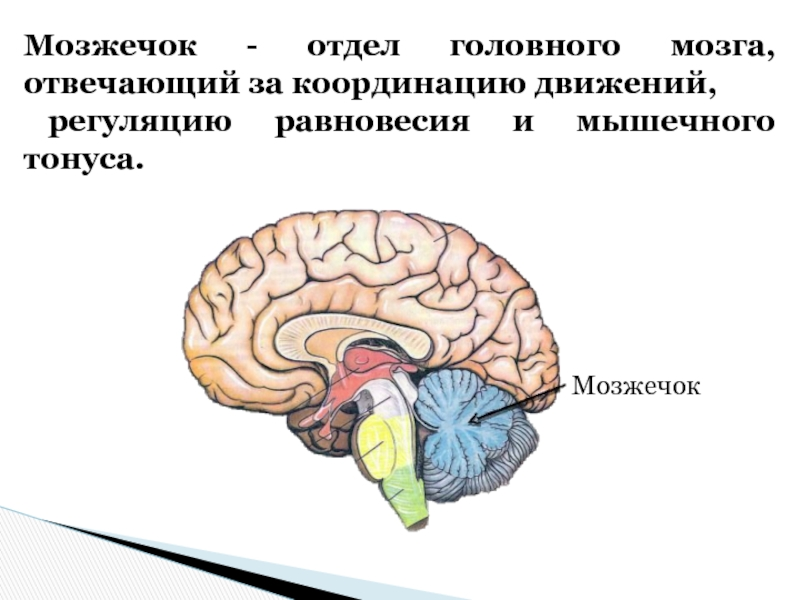 Мозжечок - отдел головного мозга,
отвечающий за координацию движений,
регуляцию равновесия и мышечного
тонуса.
Мозжечок